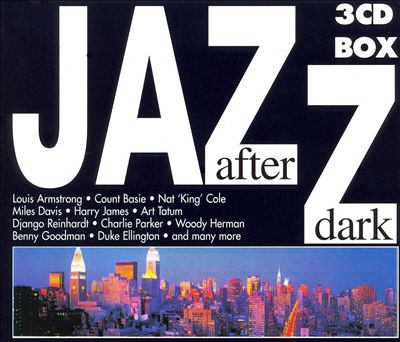 3CD
BOX
JAZZ
after
dark
Louis Armstrong • Count Basie • Nat 'King' Cole
Miles Davis • Harry James • Art Tatum
Django Reinhardt • Charlie Parker • Woody Herman
Benny Goodman • Duke Ellington • and many more